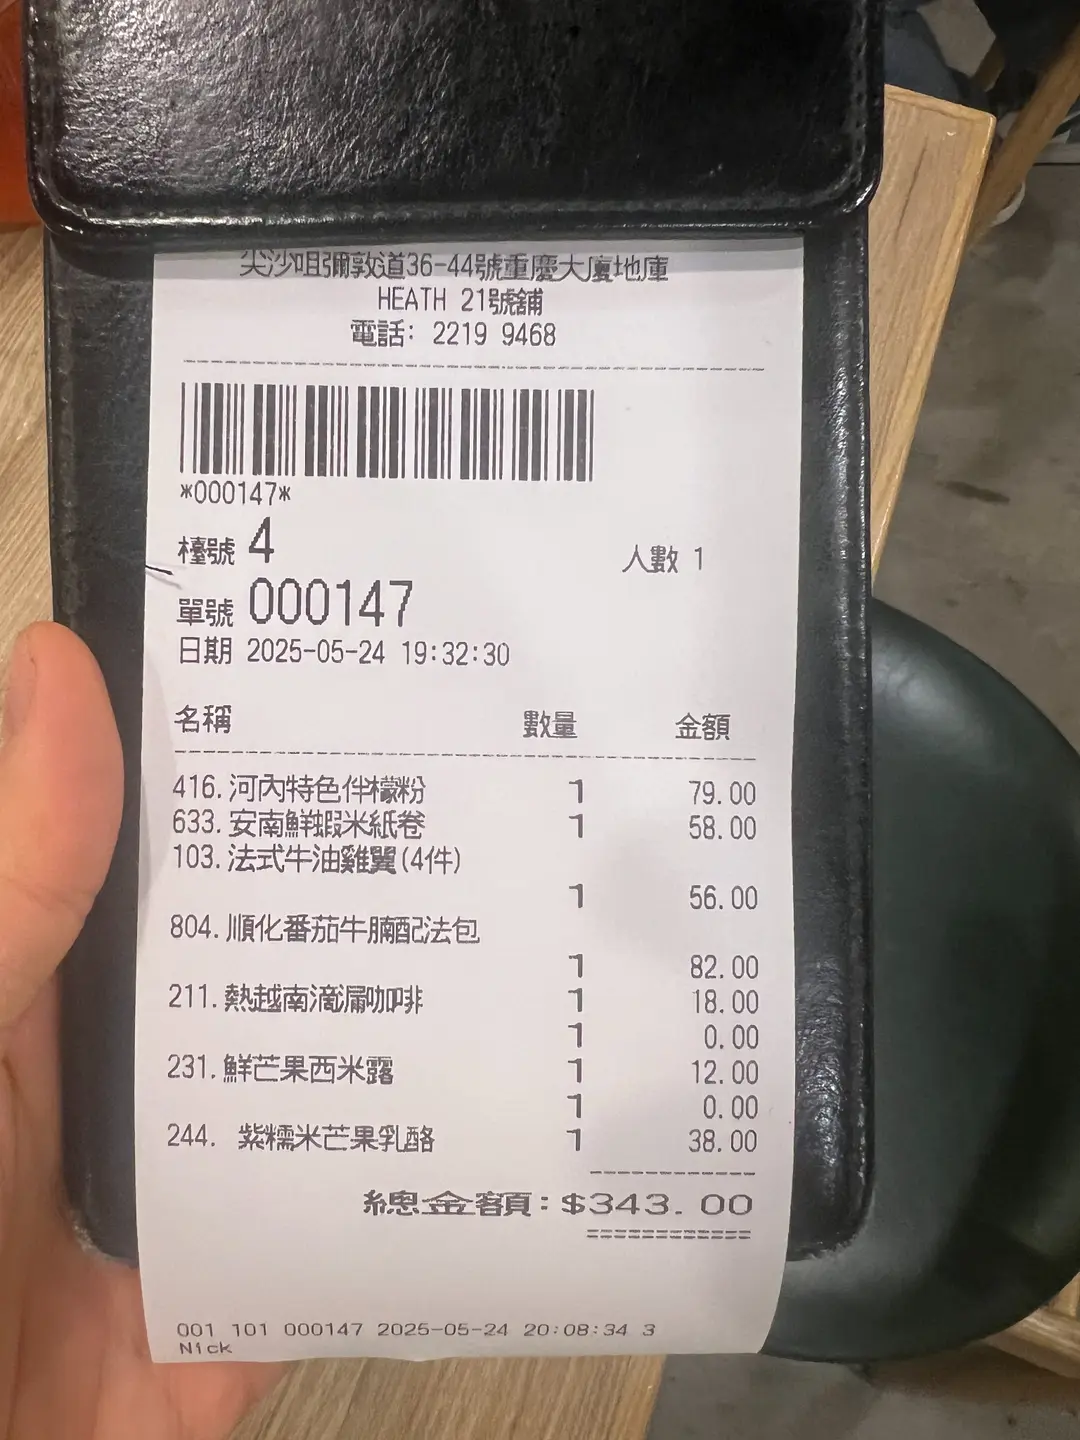 尖沙咀彌敦道36-44號重慶大廈地庫
HEATH 21號舖
電話: 2219 9468
*000147*
檯號 4 人數 1
單號 000147
日期 2025-05-24 19:32:30
名稱 數量 金額
416.河內特色伴檬粉 1 79.00
633.安南鮮蝦米紙卷 1 58.00
103.法式牛油雞翼(4件)
1 56.00
804.順化番茄牛腩配法包
1 82.00
211.熱越南滴漏咖啡 1 18.00
1 0.00
231.鮮芒果西米露 1 12.00
1 0.00
244. 紫糯米芒果乳酪 1 38.00
總金額:$343.00
001 101 000147 2025-05-24 20:08:34 3
Nick